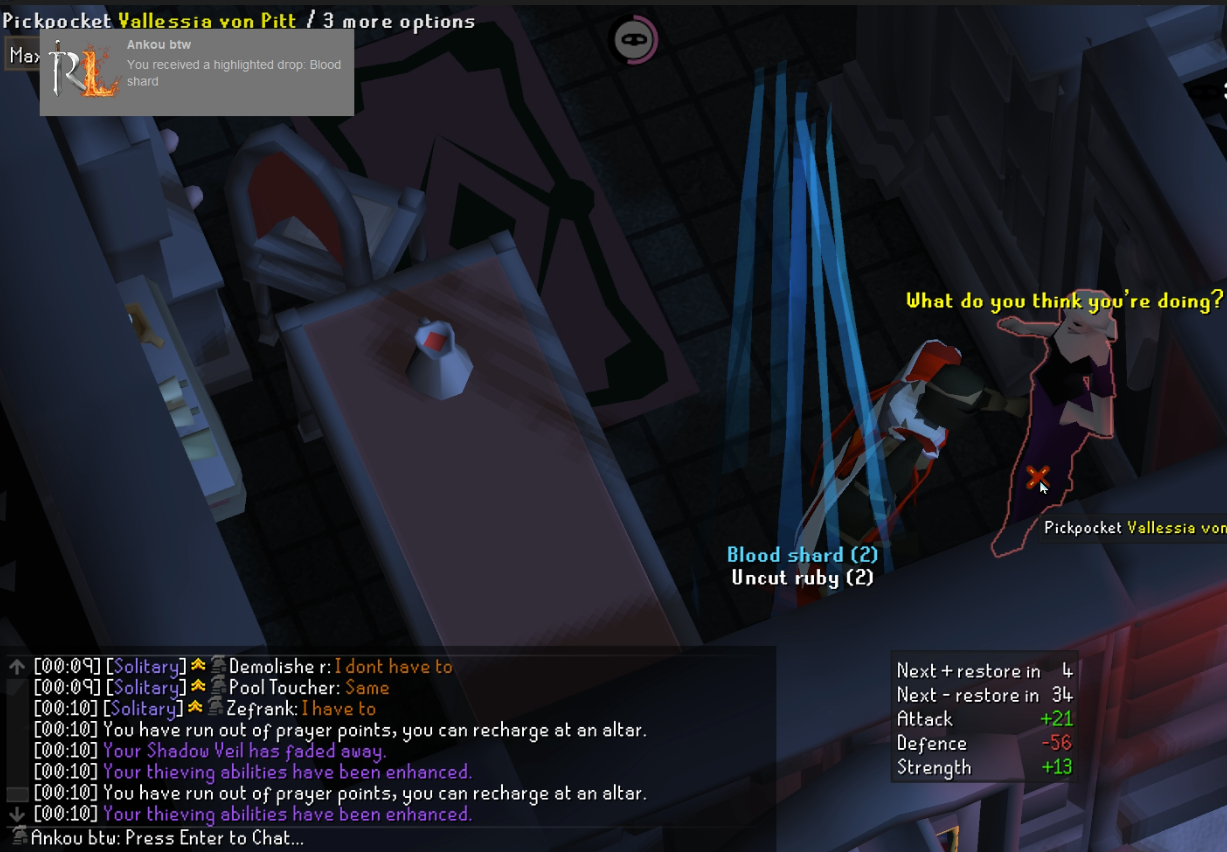 Pickpocket Vallessia von Pitt / 3 more options
Max
RL
Ankou btw
You received a highlighted drop: Blood
shard
What do you think you're doing?
Pickpocket Vallessia von
Blood shard (2)
Uncut ruby (2)
[00:09] [Solitary] Demolishe r: I dont have to
[00:09] [Solitary] Pool Toucher: Same
[00:10] [Solitary] Zefrank: I have to
[00:10] You have run out of prayer points, you can recharge at an altar.
[00:10] Your Shadow Veil has faded away.
[00:10] Your thieving abilities have been enhanced.
[00:10] You have run out of prayer points, you can recharge at an altar.
[00:10] Your thieving abilities have been enhanced.
Ankou btw: Press Enter to Chat...
Next + restore in 4
Next - restore in 34
Attack +21
Defence -56
Strength +13